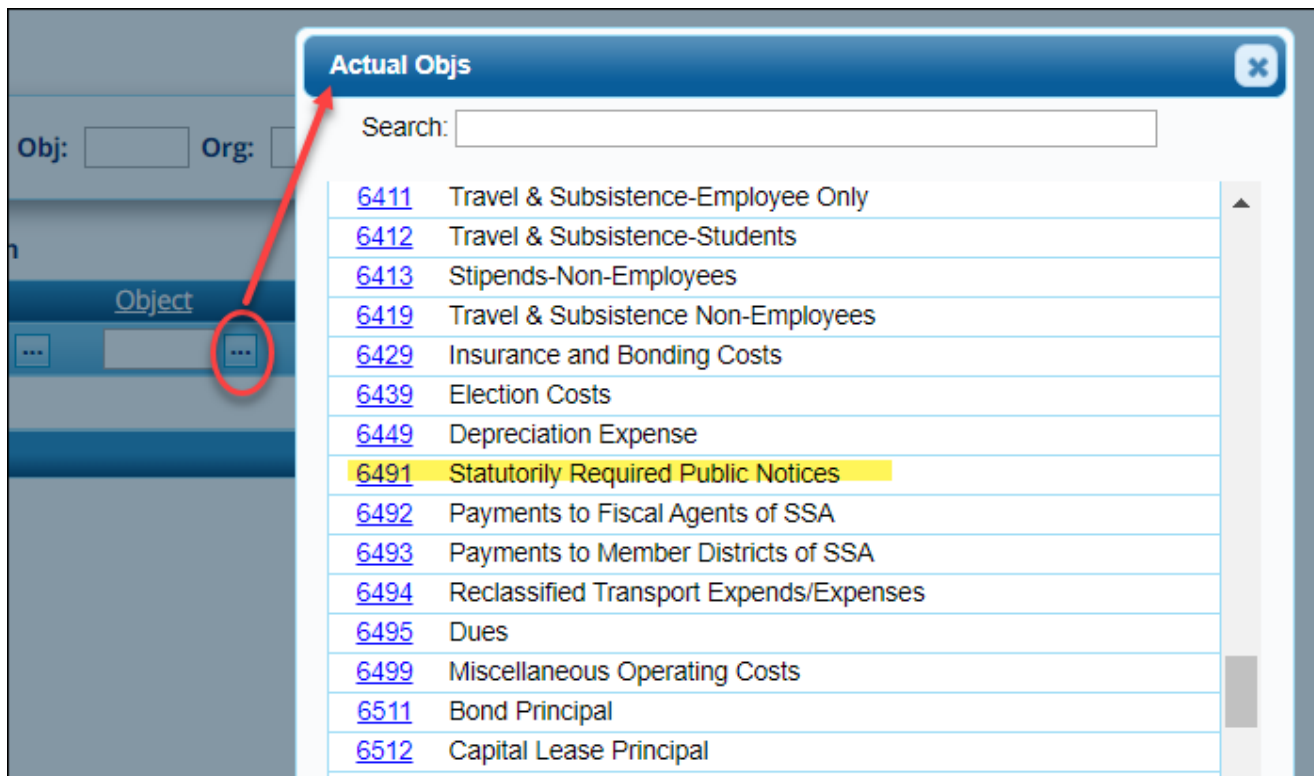 Actual Objs
Search:
Obj: Org:
n
Object
...
...
6411 Travel & Subsistence-Employee Only
6412 Travel & Subsistence-Students
6413 Stipends-Non-Employees
6419 Travel & Subsistence Non-Employees
6429 Insurance and Bonding Costs
6439 Election Costs
6449 Depreciation Expense
6491 Statutorily Required Public Notices
6492 Payments to Fiscal Agents of SSA
6493 Payments to Member Districts of SSA
6494 Reclassified Transport Expends/Expenses
6495 Dues
6499 Miscellaneous Operating Costs
6511 Bond Principal
6512 Capital Lease Principal